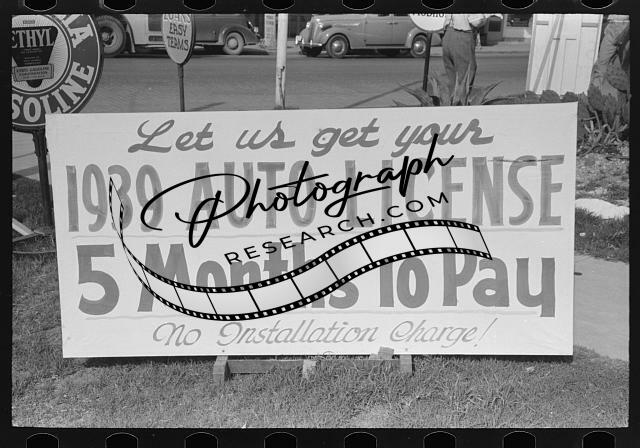 ETHYL
SOLINE
LOANS
EASY
TERMS
Let us get your
1939 AUTO LICENSE
5 Months To Pay
No Installation Charge!
Photograph
RESEARCH.COM